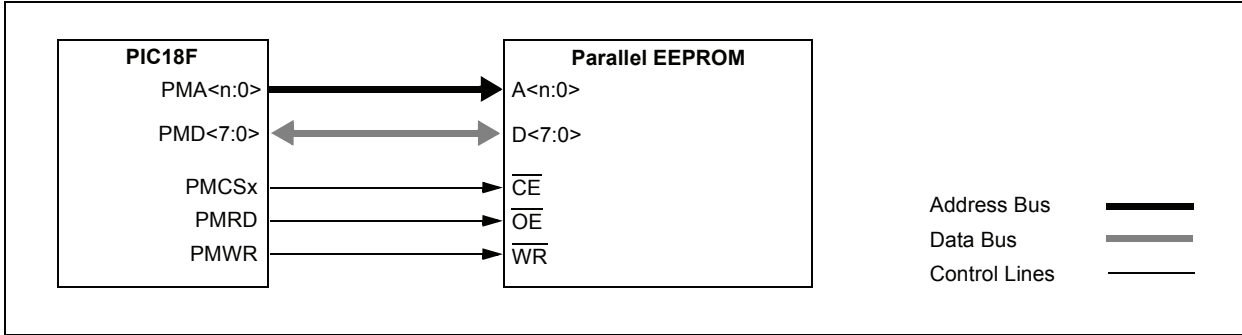 PIC18F
Parallel EEPROM
PMA<n:0>
A<n:0>
PMD<7:0>
D<7:0>
PMCSx
CE
PMRD
OE
PMWR
WR
Address Bus
Data Bus
Control Lines